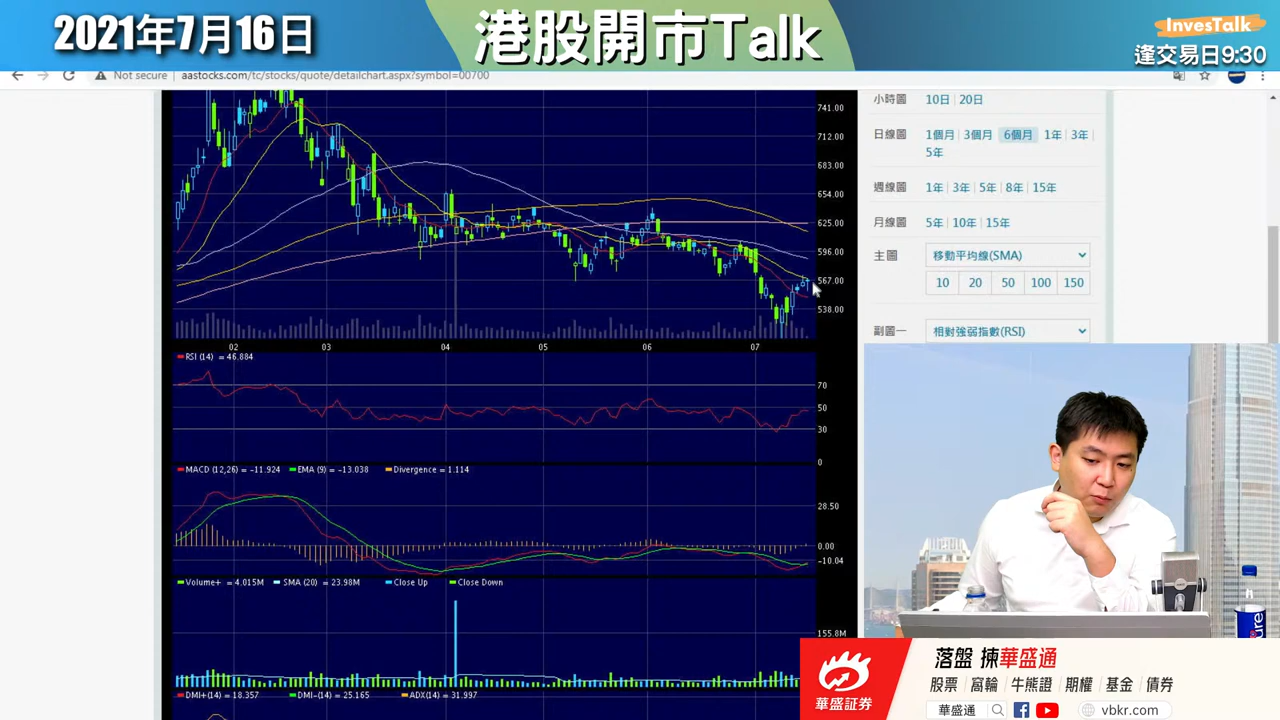 2021年7月16日
港股開市Talk
InvesTalk
逢交易日9:30
Not secure
aastocks.com/tc/stocks/quote/detailchart.aspx?symbol=00700
741.00
712.00
683.00
654.00
625.00
596.00
567.00
538.00
02 03 04 05 06 07
RSI (14) = 46.884
70
50
30
0
MACD (12,26) = -11.924 EMA (9) = -13.038 Divergence = 1.114
28.50
0.00
-10.04
Volume+ = 4.015M SMA (20) = 23.98M Close Up Close Down
155.8M
DMI+(14) = 18.357 DMI-(14) = 25.165 ADX(14) = 31.997
小時圖 10日 | 20日
日線圖 1個月 | 3個月 | 6個月 | 1年 | 3年 |
5年
週線圖 1年 | 3年 | 5年 | 8年 | 15年
月線圖 5年 | 10年 | 15年
主圖 移動平均線(SMA)
10 20 50 100 150
副圖一 相對強弱指數(RSI)
華盛証券
落盤 揀華盛通
股票 | 窩輪 | 牛熊證 | 期權 | 基金 | 債券
華盛通
vbkr.com